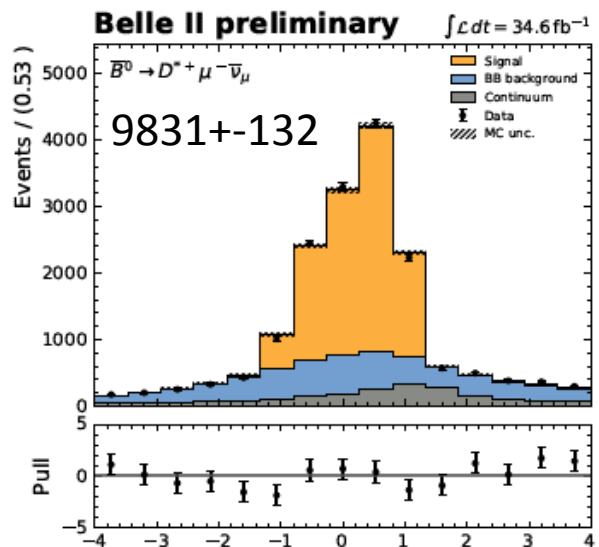 Belle II preliminary
∫ℒ dt = 34.6 fb⁻¹
Events / (0.53 )
5000
4000
3000
2000
1000
0
B̅⁰ → D*⁺ μ⁻ ν̅_μ
9831+-132
Signal
BB background
Continuum
Data
MC unc.
Pull
5
0
−5
−4 −3 −2 −1 0 1 2 3 4